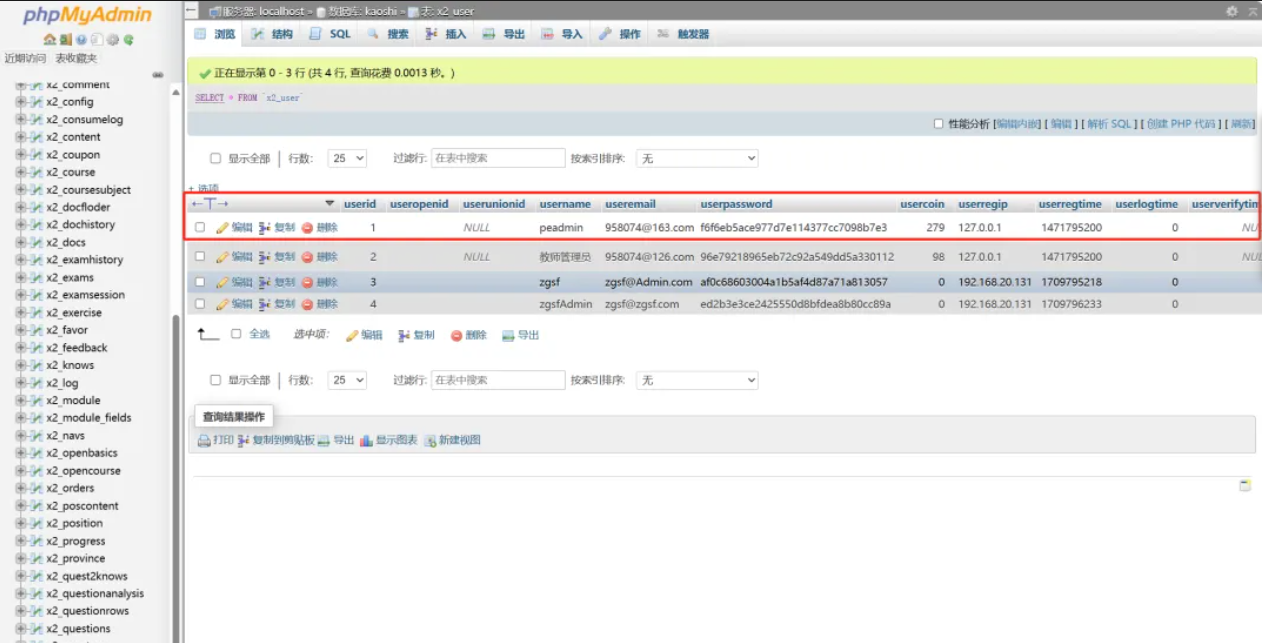 phpMyAdmin
近期访问 表收藏夹
x2_comment
x2_config
x2_consumelog
x2_content
x2_coupon
x2_course
x2_coursesubject
x2_docfloder
x2_dochistory
x2_docs
x2_examhistory
x2_exams
x2_examsession
x2_exercise
x2_favor
x2_feedback
x2_knows
x2_log
x2_module
x2_module_fields
x2_navs
x2_openbasics
x2_opencourse
x2_orders
x2_poscontent
x2_position
x2_progress
x2_province
x2_quest2knows
x2_questionanalysis
x2_questionrows
x2_questions
服务器: localhost » 数据库: kaoshi » 表: x2_user
浏览 结构 SQL 搜索 插入 导出 导入 操作 触发器
正在显示第 0 - 3 行 (共 4 行, 查询花费 0.0013 秒。)
SELECT * FROM `x2_user`
性能分析 [编辑内嵌] [ 编辑 ] [ 解析 SQL ] [ 创建 PHP 代码 ] [ 刷新]
显示全部 | 行数: 25 过滤行: 在表中搜索 按索引排序: 无
+ 选项
←T→ userid useropenid userunionid username useremail userpassword usercoin userregip userregtime userlogtime userverifytim
编辑 复制 删除 1 NULL peadmin 958074@163.com f6f6eb5ace977d7e114377cc7098b7e3 279 127.0.0.1 1471795200 0 NU
编辑 复制 删除 2 NULL 教师管理员 958074@126.com 96e79218965eb72c92a549dd5a330112 98 127.0.0.1 1471795200 0 NU
编辑 复制 删除 3 zgsf zgsf@Admin.com af0c68603004a1b5af4d87a71a813057 0 192.168.20.131 1709795218 0
编辑 复制 删除 4 zgsfAdmin zgsf@zgsf.com ed2b3e3ce2425550d8bfdea8b80cc89a 0 192.168.20.131 1709796233 0
全选 选中项: 编辑 复制 删除 导出
显示全部 | 行数: 25 过滤行: 在表中搜索 按索引排序: 无
查询结果操作
打印 复制到剪贴板 导出 显示图表 新建视图